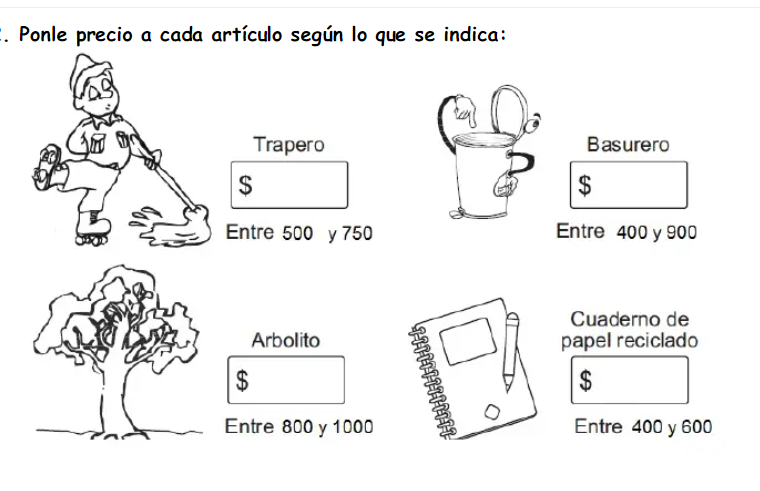 . Ponle precio a cada artículo según lo que se indica:
Trapero
$
Entre 500 y 750
Basurero
$
Entre 400 y 900
Arbolito
$
Entre 800 y 1000
Cuaderno de
papel reciclado
$
Entre 400 y 600